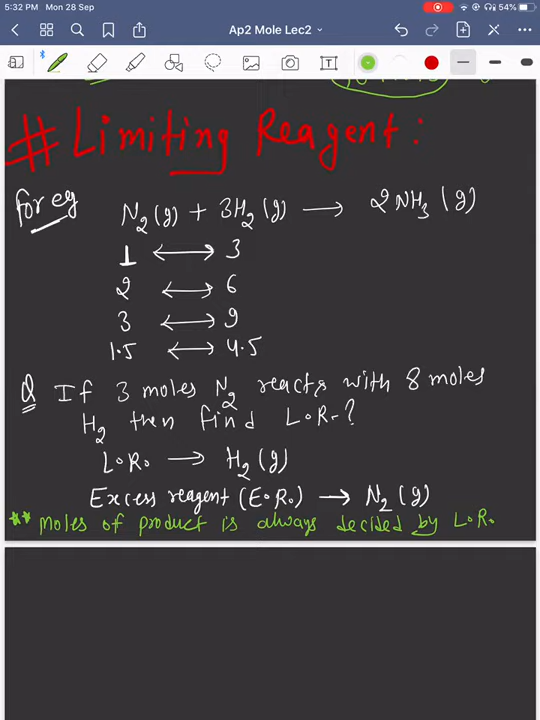 5:32 PM Mon 28 Sep
54%
Ap2 Mole Lec2
# Limiting Reagent:
For eg
N₂(g) + 3H₂(g) ⟶ 2NH₃(g)
1 ⟷ 3
2 ⟷ 6
3 ⟷ 9
1.5 ⟷ 4.5
Q If 3 moles N₂ reacts with 8 moles
H₂ then find L.R.?
L.R. → H₂(g)
Excess reagent (E.R.) → N₂(g)
** Moles of product is always decided by L.R.